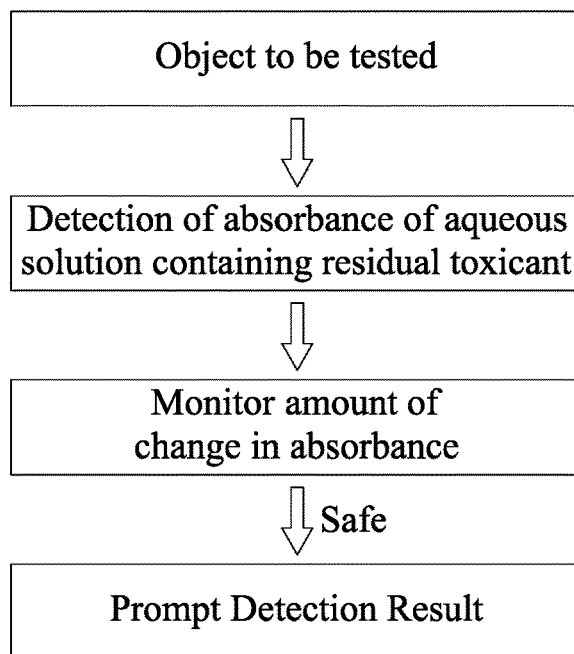 Object to be tested
Detection of absorbance of aqueous
solution containing residual toxicant
Monitor amount of
change in absorbance
Safe
Prompt Detection Result